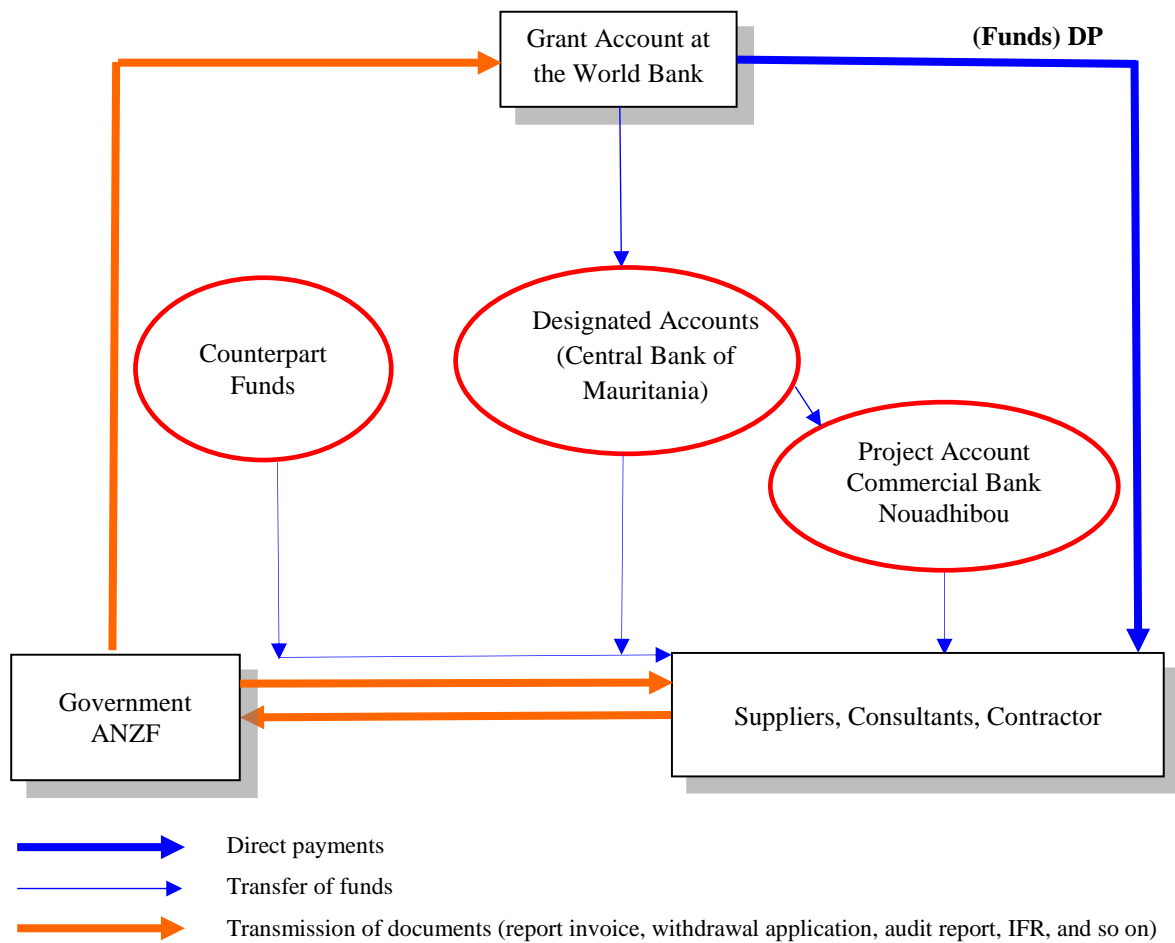 Grant Account at
the World Bank
(Funds) DP
Counterpart
Funds
Designated Accounts
(Central Bank of
Mauritania)
Project Account
Commercial Bank
Nouadhibou
Government
ANZF
Suppliers, Consultants, Contractor
Direct payments
Transfer of funds
Transmission of documents (report invoice, withdrawal application, audit report, IFR, and so on)